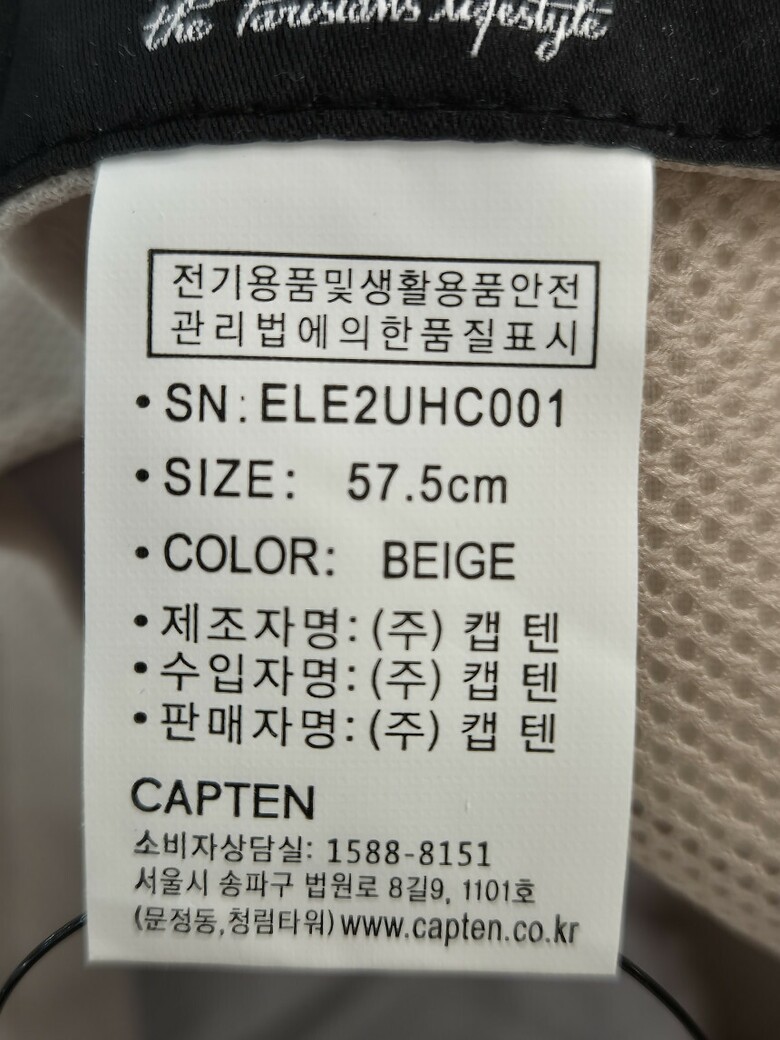 the Parisians lifestyle
전기용품및생활용품안전
관리법에의한품질표시
• SN: ELE2UHC001
• SIZE: 57.5cm
• COLOR: BEIGE
• 제조자명: (주) 캡 텐
• 수입자명: (주) 캡 텐
• 판매자명: (주) 캡 텐
CAPTEN
소비자상담실: 1588-8151
서울시 송파구 법원로 8길9, 1101호
(문정동,청림타워) www.capten.co.kr